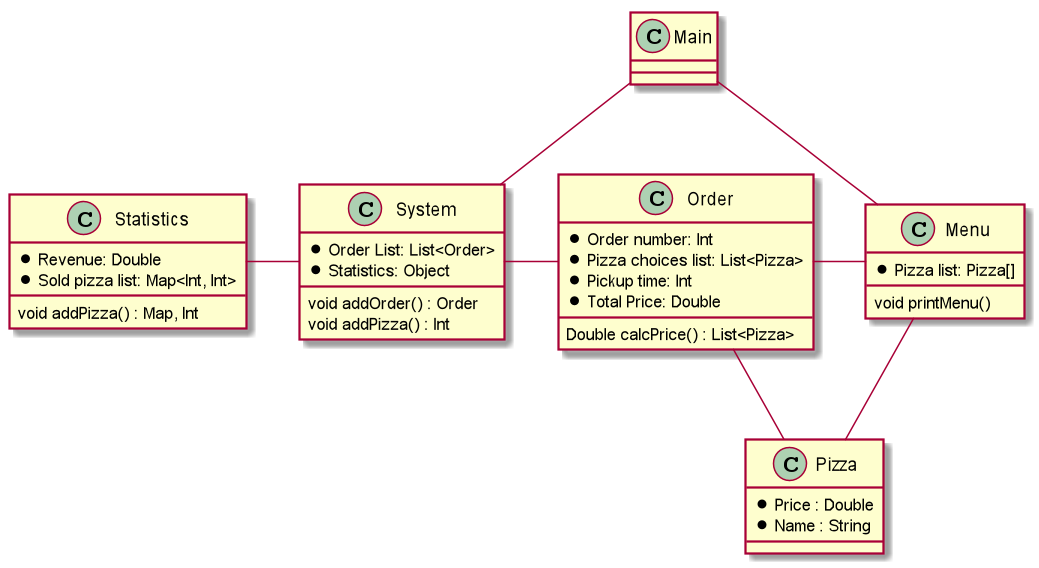 C Main
C Statistics
Revenue: Double
Sold pizza list: Map<Int, Int>
void addPizza() : Map, Int
C System
Order List: List<Order>
Statistics: Object
void addOrder() : Order
void addPizza() : Int
C Order
Order number: Int
Pizza choices list: List<Pizza>
Pickup time: Int
Total Price: Double
Double calcPrice() : List<Pizza>
C Menu
Pizza list: Pizza[]
void printMenu()
C Pizza
Price : Double
Name : String